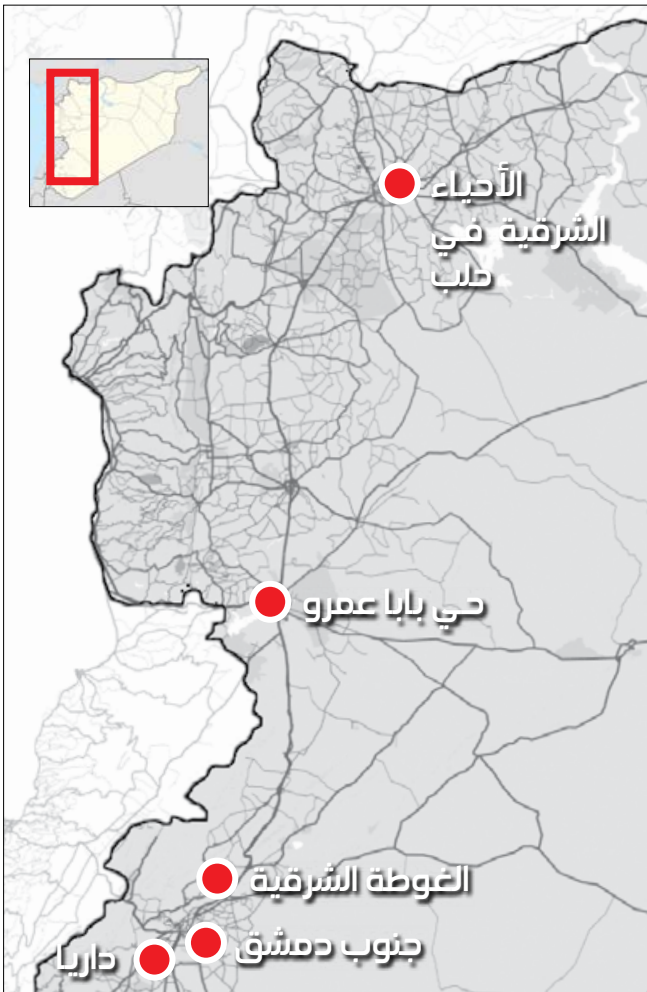 الأحياء
الشرقية في
حلب
حي بابا عمرو
الغوطة الشرقية
جنوب دمشق
داريا